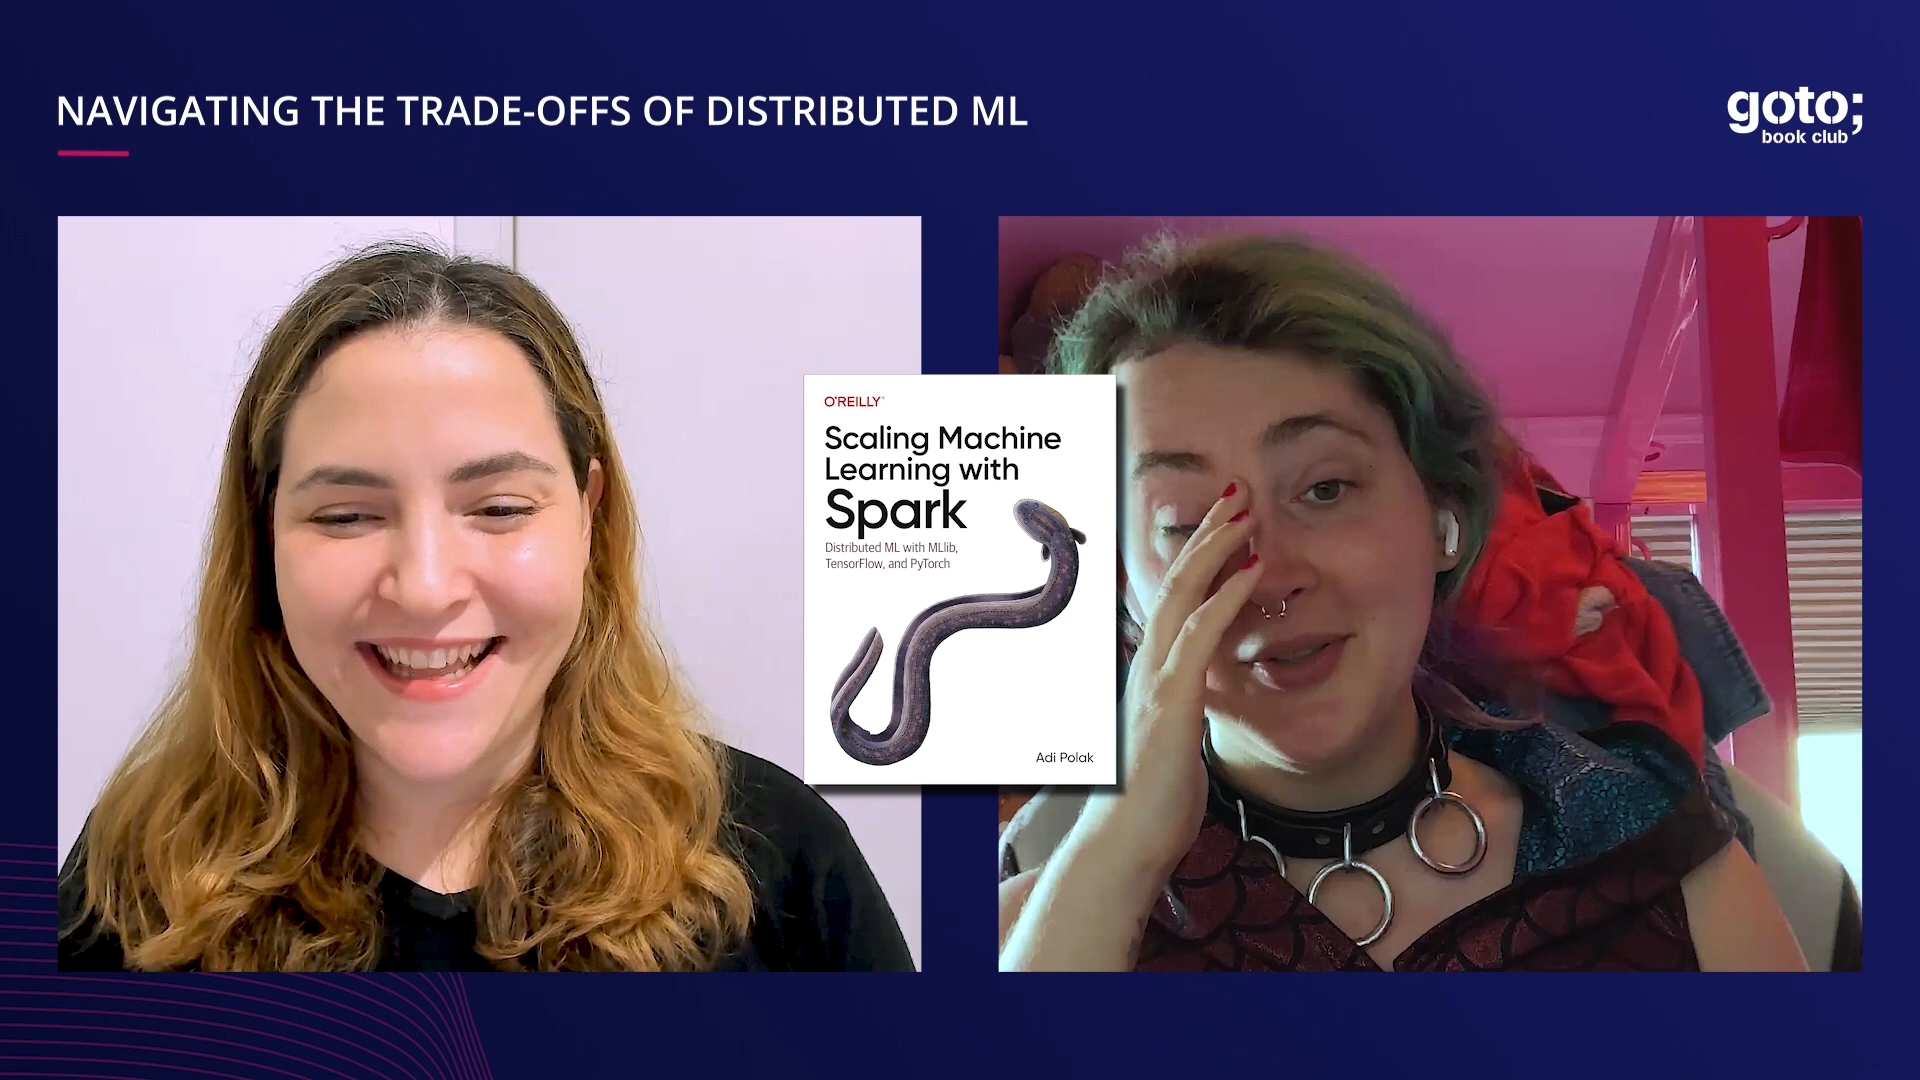 NAVIGATING THE TRADE-OFFS OF DISTRIBUTED ML
goto;
book club
O'REILLY®
Scaling Machine
Learning with
Spark
Distributed ML with MLlib,
TensorFlow, and PyTorch
Adi Polak